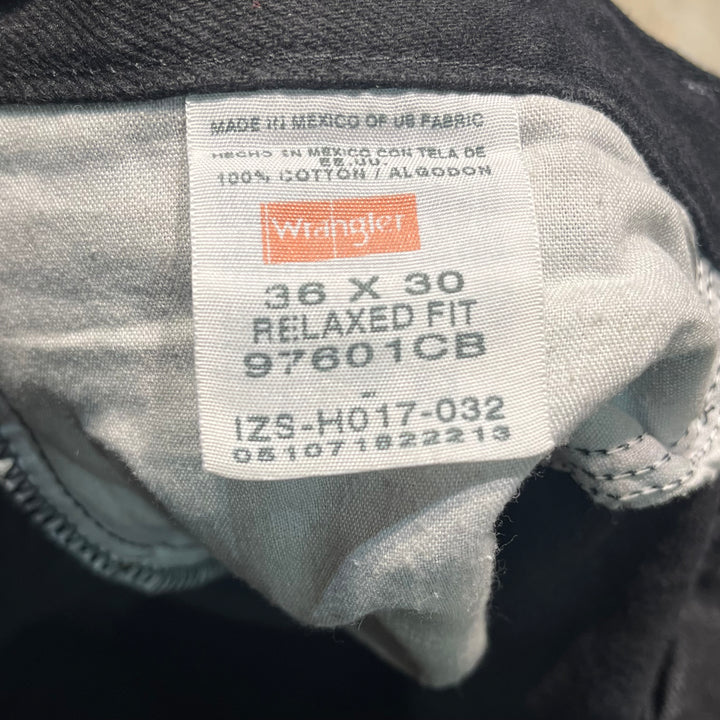 MADE IN MEXICO OF US FABRIC
HECHO EN MEXICO CON TELA DE
EE.UU
100% COTTON / ALGODON
Wrangler
36 X 30
RELAXED FIT
97601CB
IZS-H017-032
051071822213